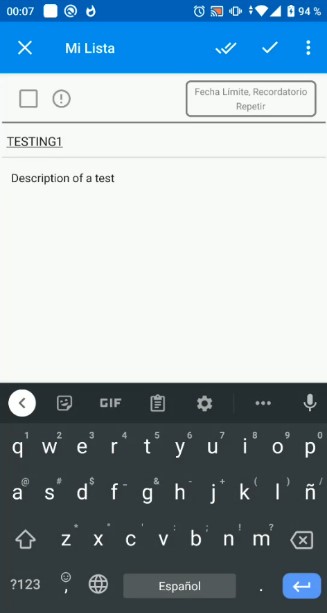 00:07 94 %
Mi Lista
Fecha Límite, Recordatorio
Repetir
TESTING1
Description of a test
GIF
1 2 3 4 5 6 7 8 9 0
q w e r t y u i o p
@ # $ _ & - + ( ) /
a s d f g h j k l ñ
* " ' : ; ! ?
z x c v b n m
?123 , Español .